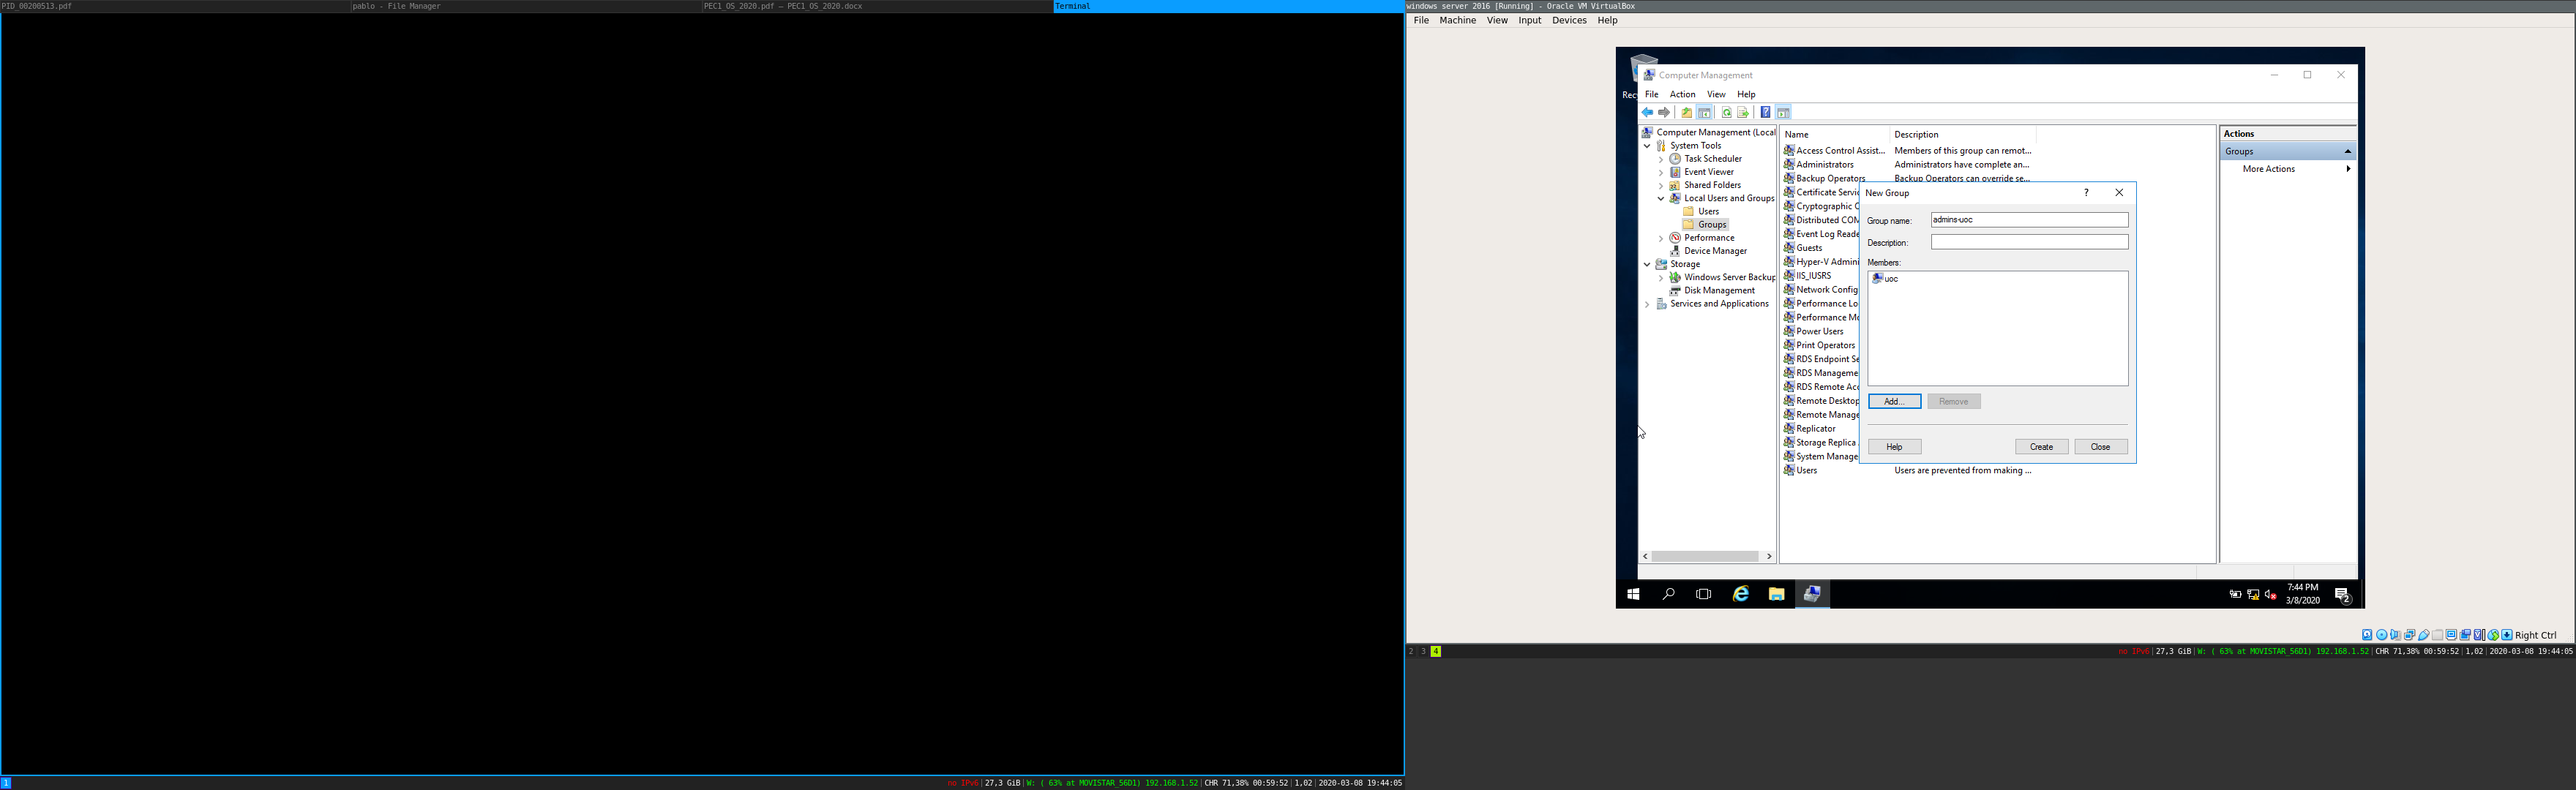 PID_00200513.pdf
pablo - File Manager
PEC1_OS_2020.pdf — PEC1_OS_2020.docx
Terminal
windows server 2016 [Running] - Oracle VM VirtualBox
File Machine View Input Devices Help
Computer Management
File Action View Help
Computer Management (Local
System Tools
Task Scheduler
Event Viewer
Shared Folders
Local Users and Groups
Users
Groups
Performance
Device Manager
Storage
Windows Server Backup
Disk Management
Services and Applications
Name Description
Access Control Assist... Members of this group can remot...
Administrators Administrators have complete an...
Backup Operators Backup Operators can override se...
Certificate Servic
Cryptographic O
Distributed COM
Event Log Reade
Guests
Hyper-V Admini
IIS_IUSRS
Network Config
Performance Lo
Performance Mo
Power Users
Print Operators
RDS Endpoint Se
RDS Manageme
RDS Remote Acc
Remote Desktop
Remote Manage
Replicator
Storage Replica
System Manage
Users Users are prevented from making ...
Actions
Groups
More Actions
New Group
?
Group name: admins-uoc
Description:
Members:
uoc
Add... Remove
Help Create Close
7:44 PM
3/8/2020
2
Right Ctrl
2 3 4
no IPv6|27,3 GiB|W: ( 63% at MOVISTAR_56D1) 192.168.1.52|CHR 71,38% 00:59:52|1,02|2020-03-08 19:44:05
1
no IPv6|27,3 GiB|W: ( 63% at MOVISTAR_56D1) 192.168.1.52|CHR 71,38% 00:59:52|1,02|2020-03-08 19:44:05